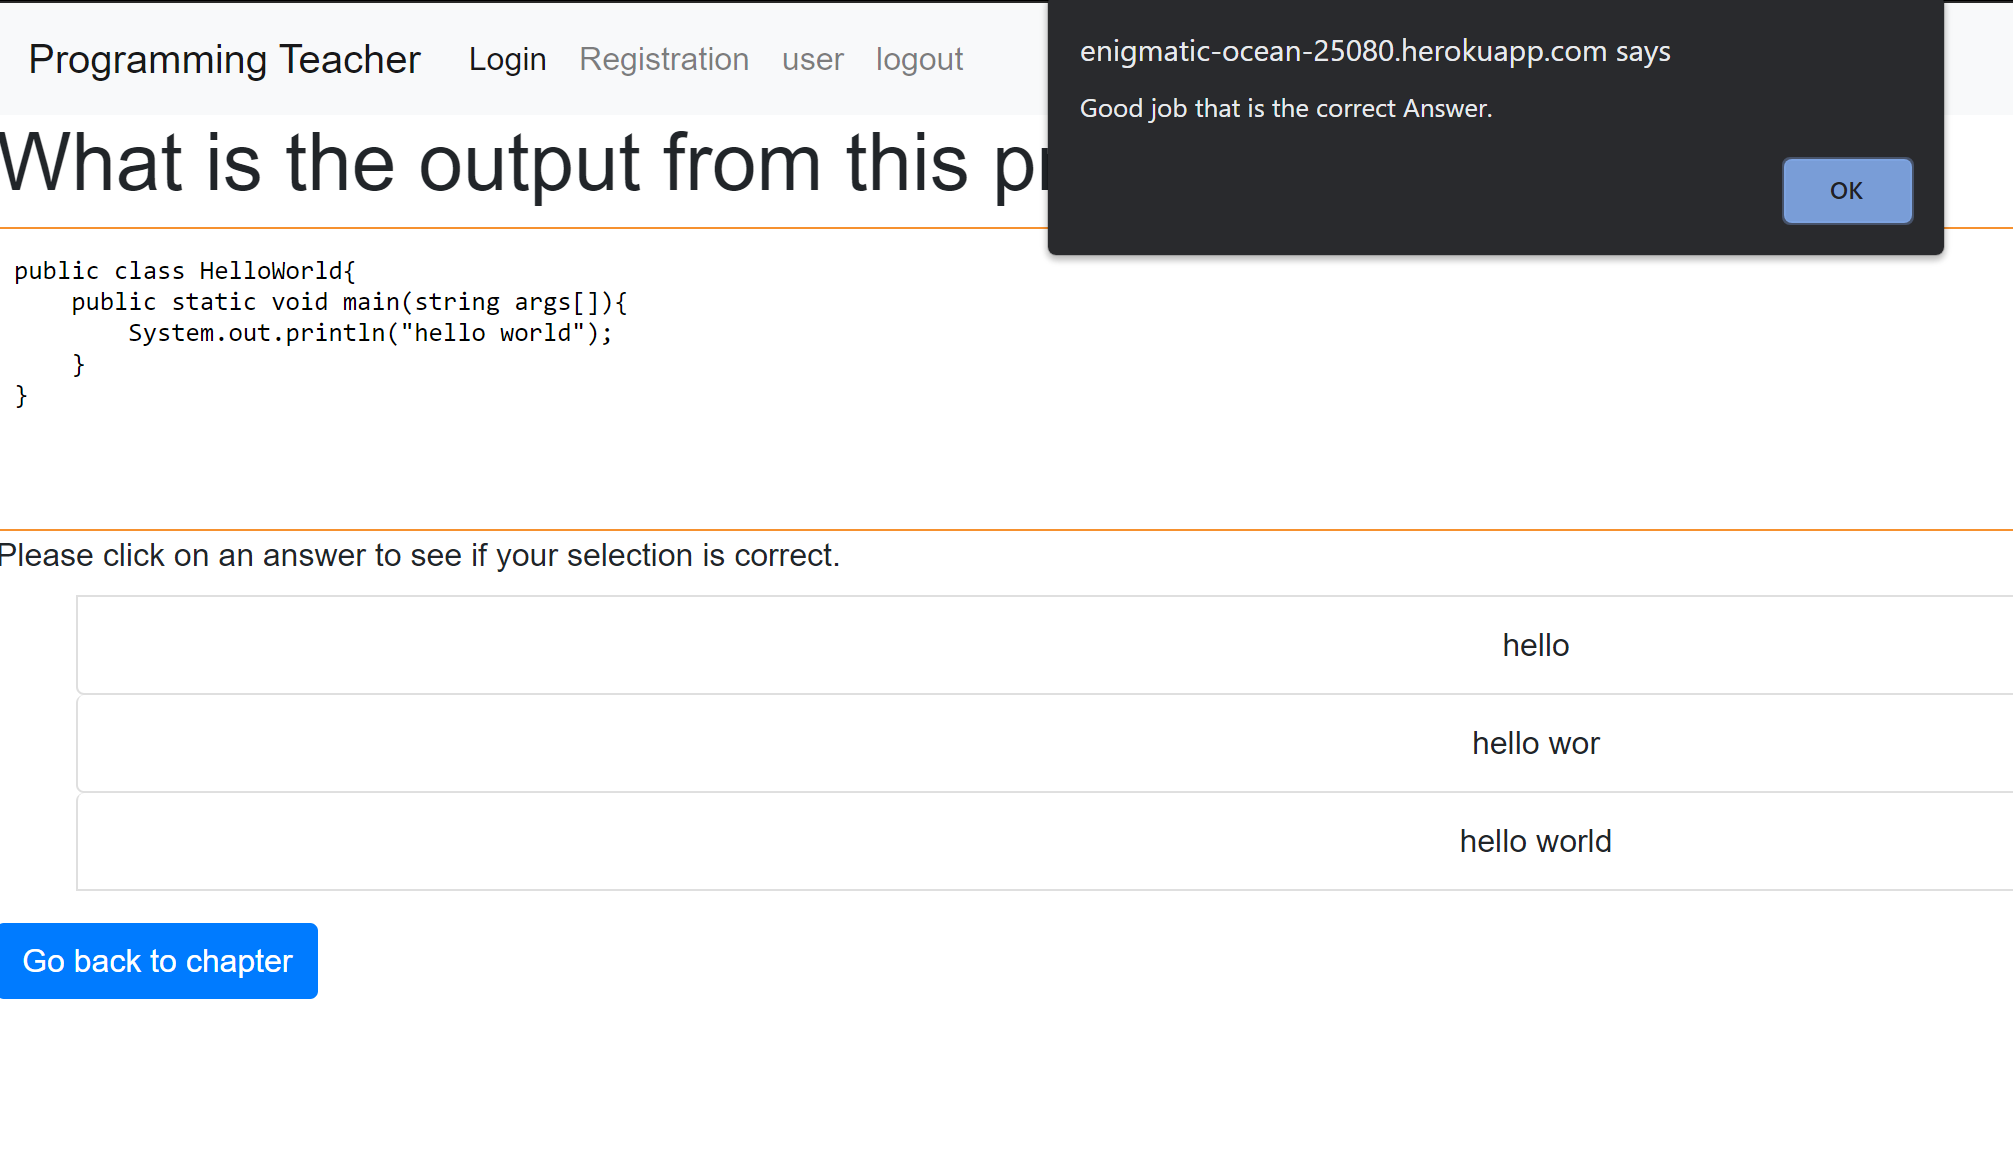 Programming Teacher Login Registration user logout
enigmatic-ocean-25080.herokuapp.com says
Good job that is the correct Answer.
OK
What is the output from this
public class HelloWorld{
    public static void main(string args[]){
        System.out.println("hello world");
    }
}
Please click on an answer to see if your selection is correct.
hello
hello wor
hello world
Go back to chapter